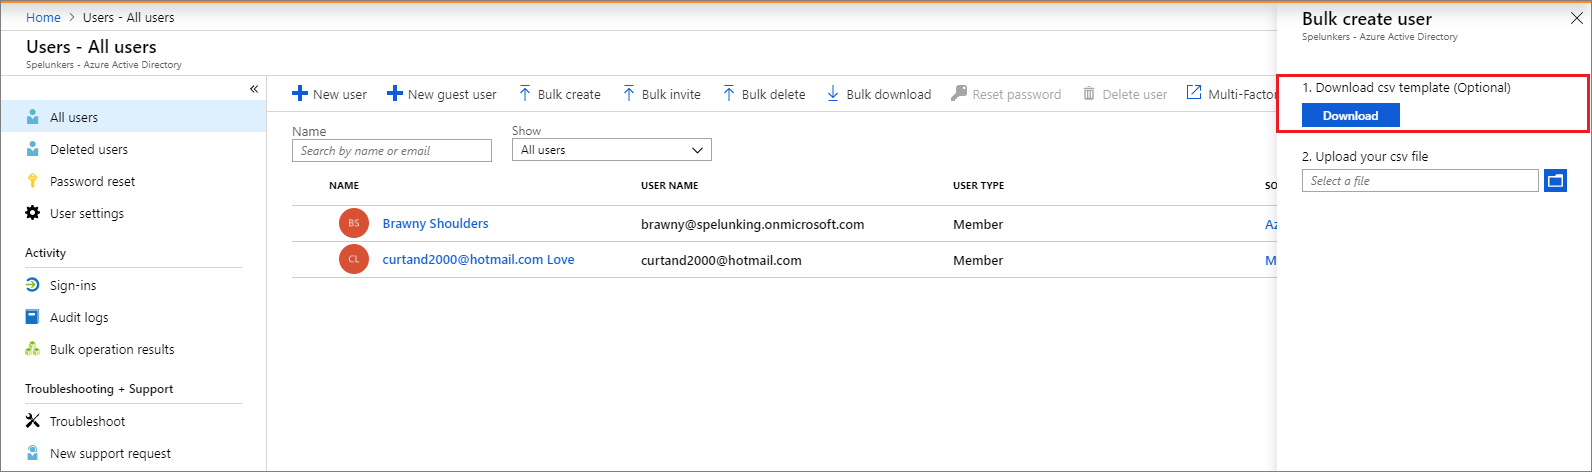 Home > Users - All users
Users - All users
Spelunkers - Azure Active Directory
«
All users
Deleted users
Password reset
User settings
Activity
Sign-ins
Audit logs
Bulk operation results
Troubleshooting + Support
Troubleshoot
New support request
New user New guest user Bulk create Bulk invite Bulk delete Bulk download Reset password Delete user Multi-Factor
Name Show
Search by name or email All users
NAME USER NAME USER TYPE SO
BS Brawny Shoulders brawny@spelunking.onmicrosoft.com Member Az
CL curtand2000@hotmail.com Love curtand2000@hotmail.com Member M
Bulk create user
Spelunkers - Azure Active Directory
1. Download csv template (Optional)
Download
2. Upload your csv file
Select a file